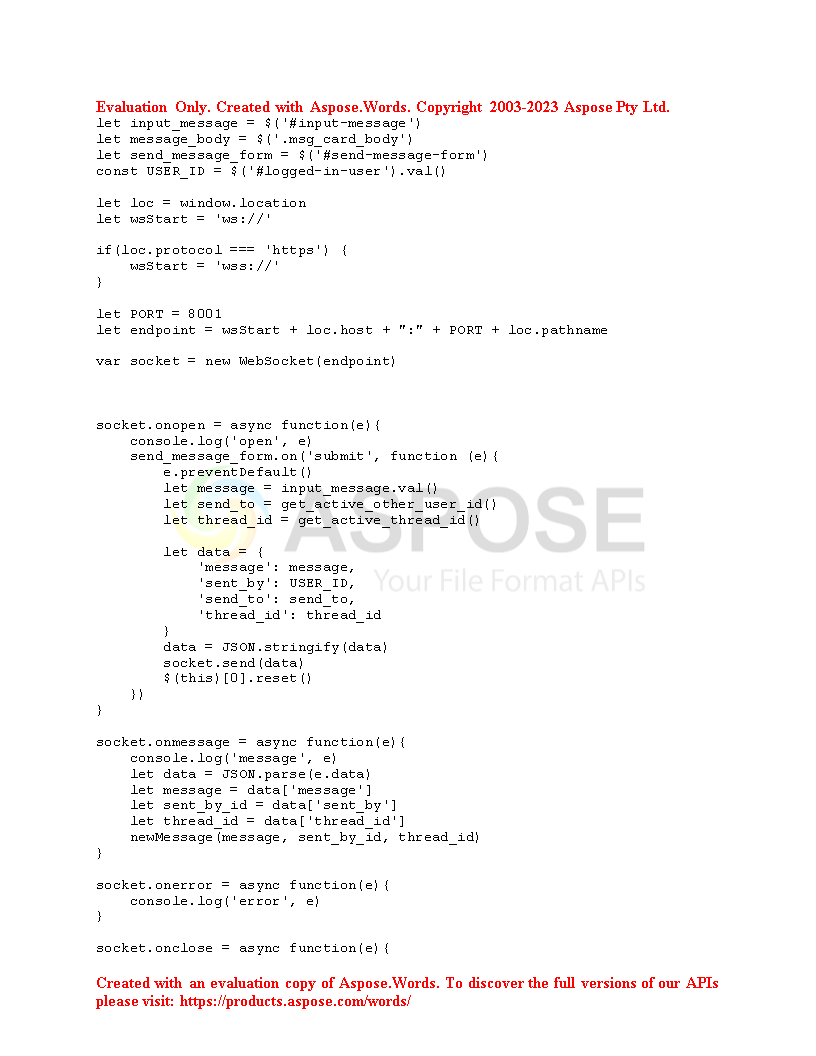 Evaluation Only. Created with Aspose.Words. Copyright 2003-2023 Aspose Pty Ltd.
let input_message = $('#input-message')
let message_body = $('.msg_card_body')
let send_message_form = $('#send-message-form')
const USER_ID = $('#logged-in-user').val()

let loc = window.location
let wsStart = 'ws://'

if(loc.protocol === 'https') {
    wsStart = 'wss://'
}

let PORT = 8001
let endpoint = wsStart + loc.host + ":" + PORT + loc.pathname

var socket = new WebSocket(endpoint)

socket.onopen = async function(e){
    console.log('open', e)
    send_message_form.on('submit', function (e){
        e.preventDefault()
        let message = input_message.val()
        let send_to = get_active_other_user_id()
        let thread_id = get_active_thread_id()

        let data = {
            'message': message,
            'sent_by': USER_ID,
            'send_to': send_to,
            'thread_id': thread_id
        }
        data = JSON.stringify(data)
        socket.send(data)
        $(this)[0].reset()
    })
}

socket.onmessage = async function(e){
    console.log('message', e)
    let data = JSON.parse(e.data)
    let message = data['message']
    let sent_by_id = data['sent_by']
    let thread_id = data['thread_id']
    newMessage(message, sent_by_id, thread_id)
}

socket.onerror = async function(e){
    console.log('error', e)
}

socket.onclose = async function(e){
ASPOSE
Your File Format APIs
Created with an evaluation copy of Aspose.Words. To discover the full versions of our APIs
please visit: https://products.aspose.com/words/